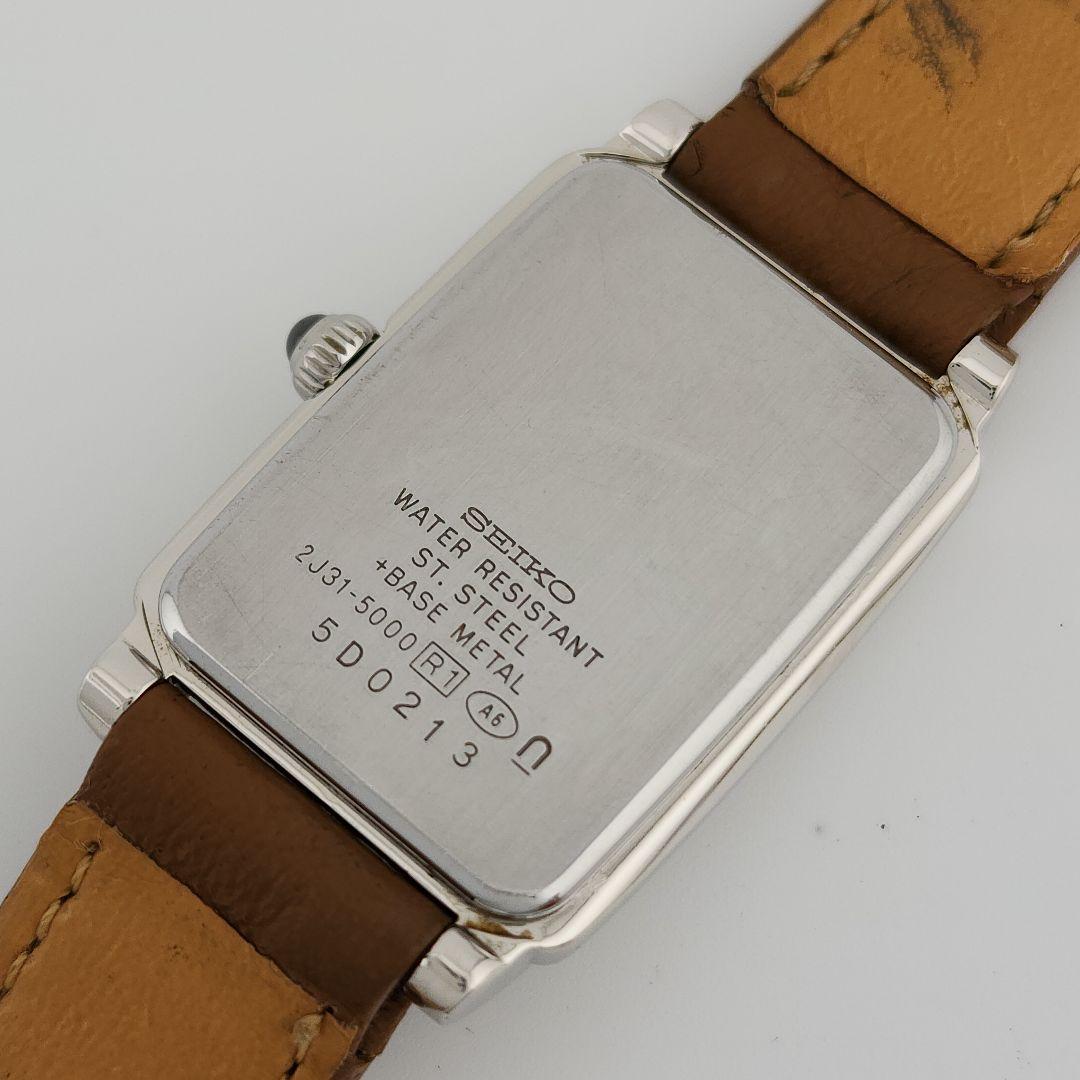 SEIKO
WATER RESISTANT
ST. STEEL
+BASE METAL
2J31-5000 R1 A6
5D0213